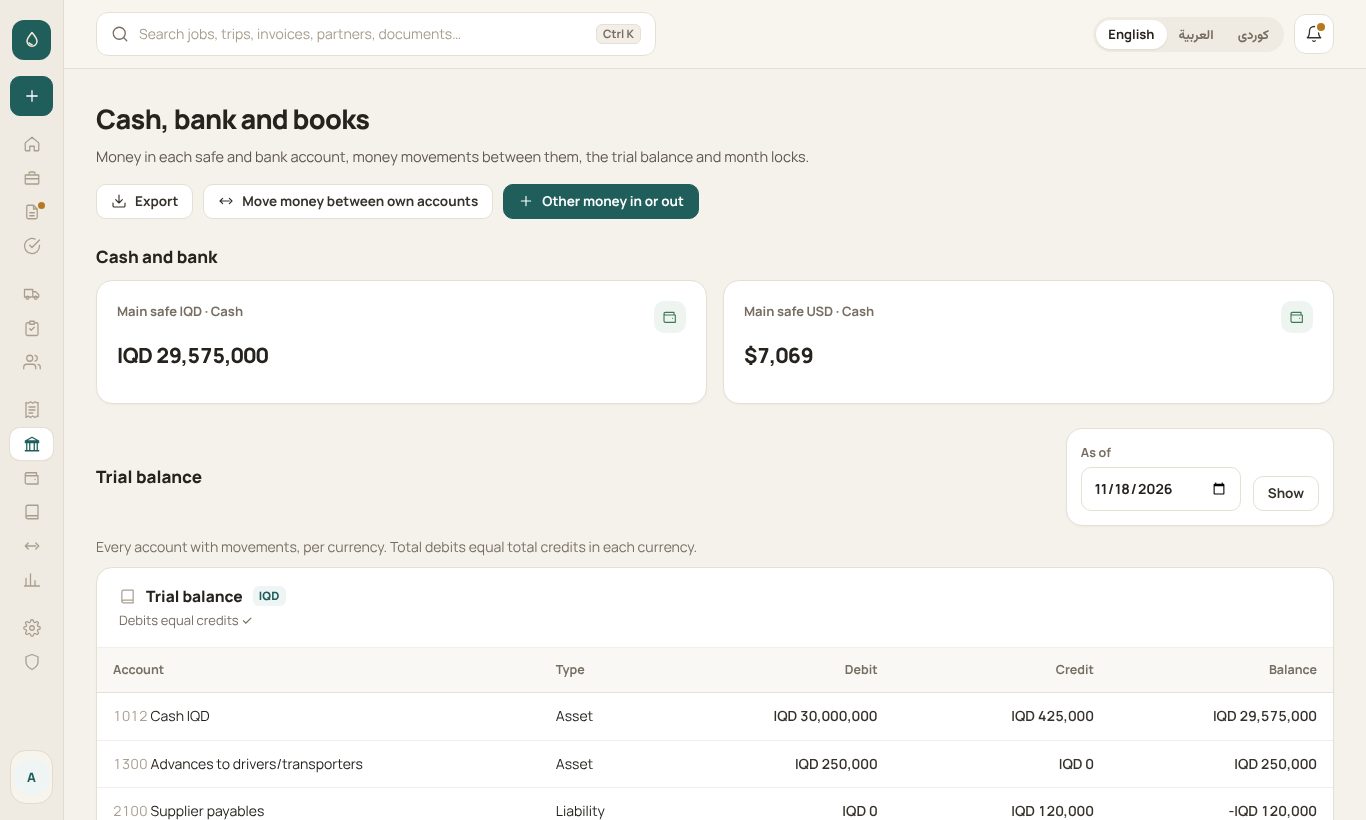 Search jobs, trips, invoices, partners, documents...
Ctrl K
English
العربية
كوردی
Cash, bank and books
Money in each safe and bank account, money movements between them, the trial balance and month locks.
Export
Move money between own accounts
Other money in or out
Cash and bank
Main safe IQD · Cash
IQD 29,575,000
Main safe USD · Cash
$7,069
Trial balance
As of
11/18/2026
Show
Every account with movements, per currency. Total debits equal total credits in each currency.
Trial balance IQD
Debits equal credits ✓
Account Type Debit Credit Balance
1012 Cash IQD Asset IQD 30,000,000 IQD 425,000 IQD 29,575,000
1300 Advances to drivers/transporters Asset IQD 250,000 IQD 0 IQD 250,000
2100 Supplier payables Liability IQD 0 IQD 120,000 -IQD 120,000
A